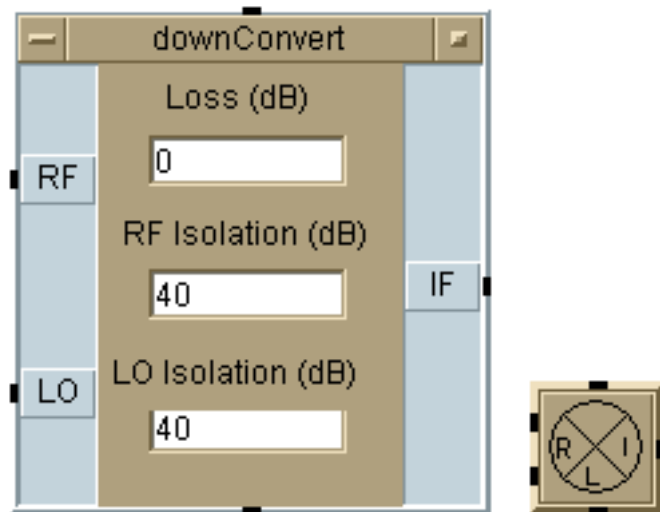 downConvert
Loss (dB)
0
RF
RF Isolation (dB)
40
IF
LO Isolation (dB)
LO
40
R I
L